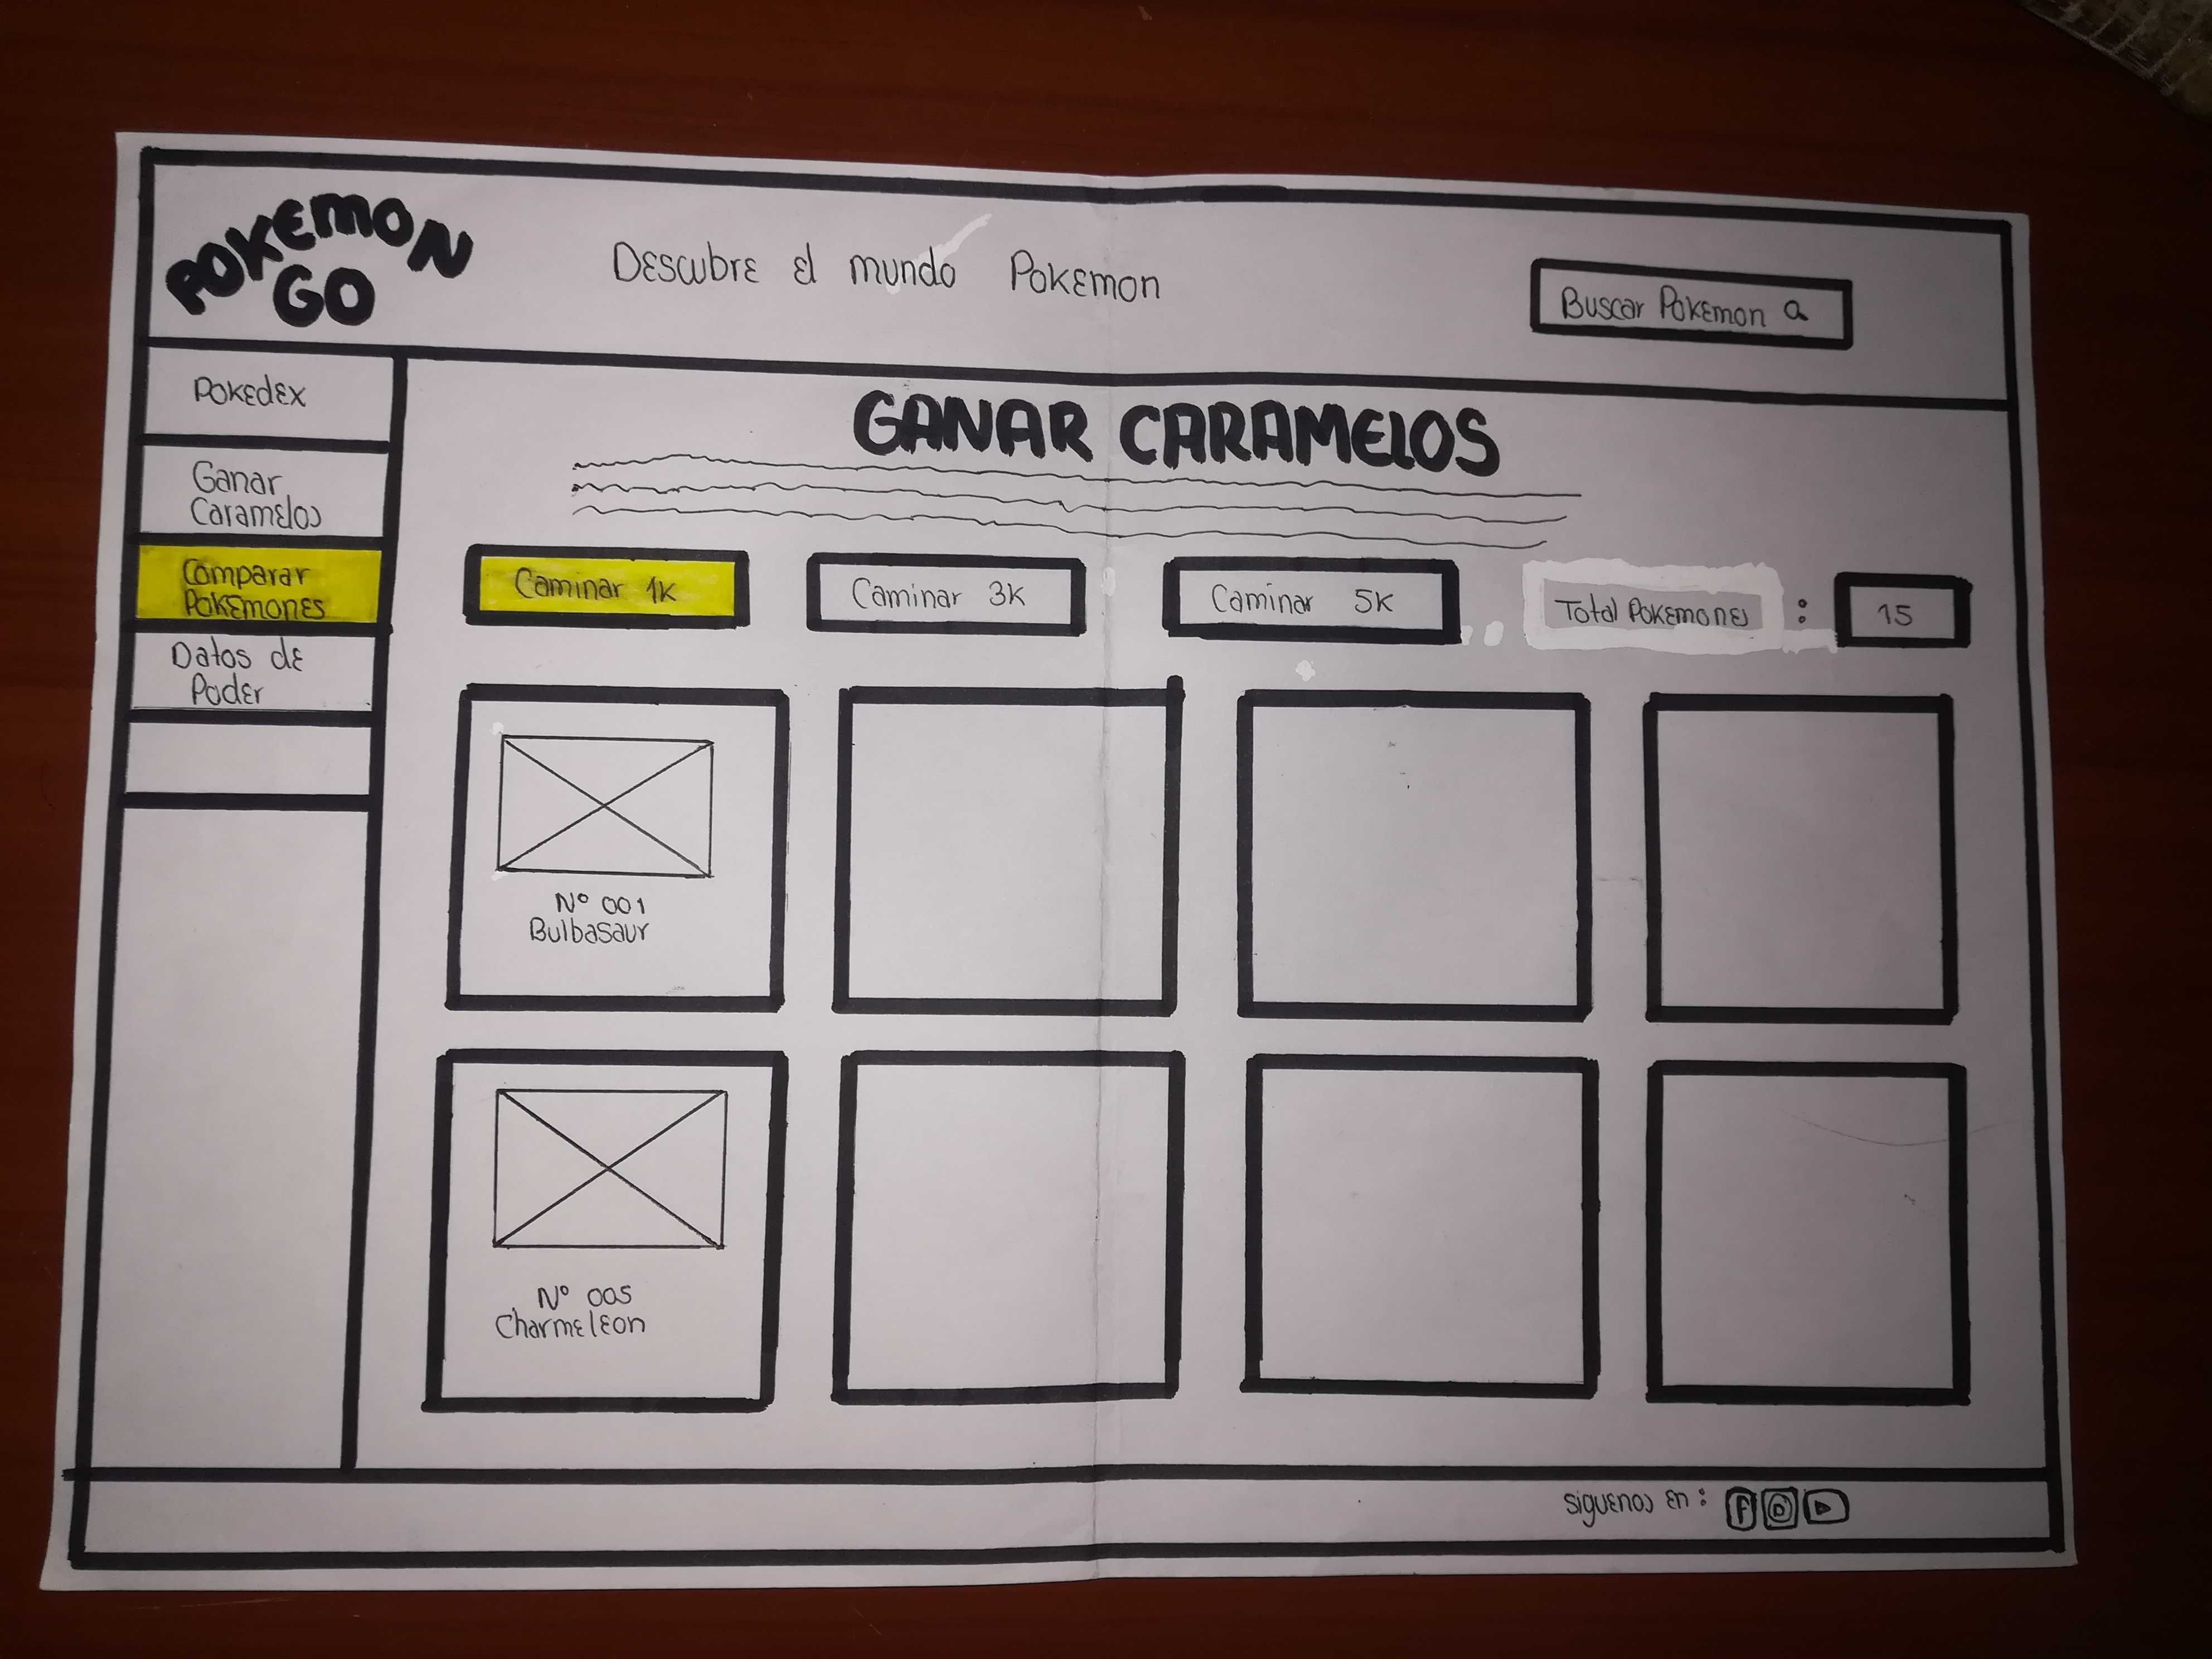 POKEMON
GO
Descubre el mundo Pokemon
Buscar Pokemon
Pokedex
Ganar
Caramelos
Comparar
Pokemones
Datos de
Poder
GANAR CARAMELOS
Caminar 1K
Caminar 3K
Caminar 5K
Total Pokemones : 15
N° 001
Bulbasaur
N° 005
Charmeleon
siguenos en :